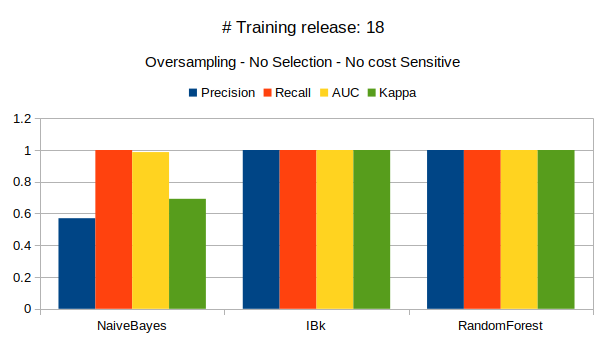 # Training release: 18
Oversampling - No Selection - No cost Sensitive
Precision Recall AUC Kappa
1.2
1
0.8
0.6
0.4
0.2
0
NaiveBayes IBk RandomForest